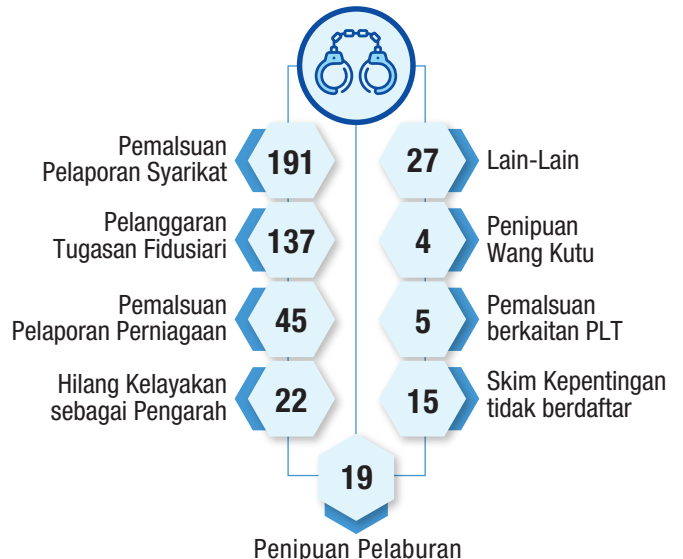 Pemalsuan
Pelaporan Syarikat
191
Pelanggaran
Tugasan Fidusiari
137
Pemalsuan
Pelaporan Perniagaan
45
Hilang Kelayakan
sebagai Pengarah
22
27
Lain-Lain
4
Penipuan
Wang Kutu
5
Pemalsuan
berkaitan PLT
15
Skim Kepentingan
tidak berdaftar
19
Penipuan Pelaburan